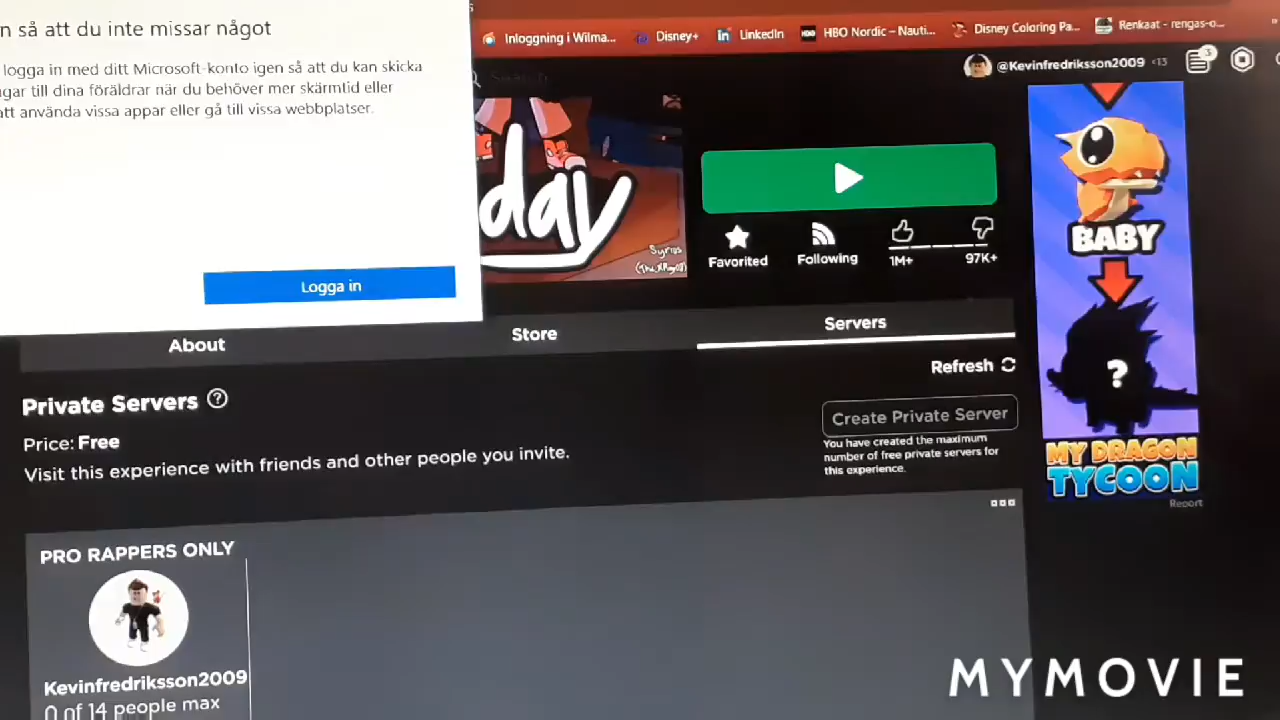 n så att du inte missar något
logga in med ditt Microsoft-konto igen så att du kan skicka
gar till dina föräldrar när du behöver mer skärmtid eller
att använda vissa appar eller gå till vissa webbplatser.
Logga in
Inloggning i Wilma...
Disney+
LinkedIn
HBO Nordic – Nauti...
Disney Coloring Pa...
Renkaat - rengas-o...
Search
@Kevinfredriksson2009 <13
3
day
Syrios
Favorited
Following
1M+
97K+
BABY
?
MY DRAGON
TYCOON
Report
About
Store
Servers
Refresh
Private Servers ?
Create Private Server
Price: Free
You have created the maximum
number of free private servers for
this experience.
Visit this experience with friends and other people you invite.
PRO RAPPERS ONLY
Kevinfredriksson2009
0 of 14 people max
MYMOVIE